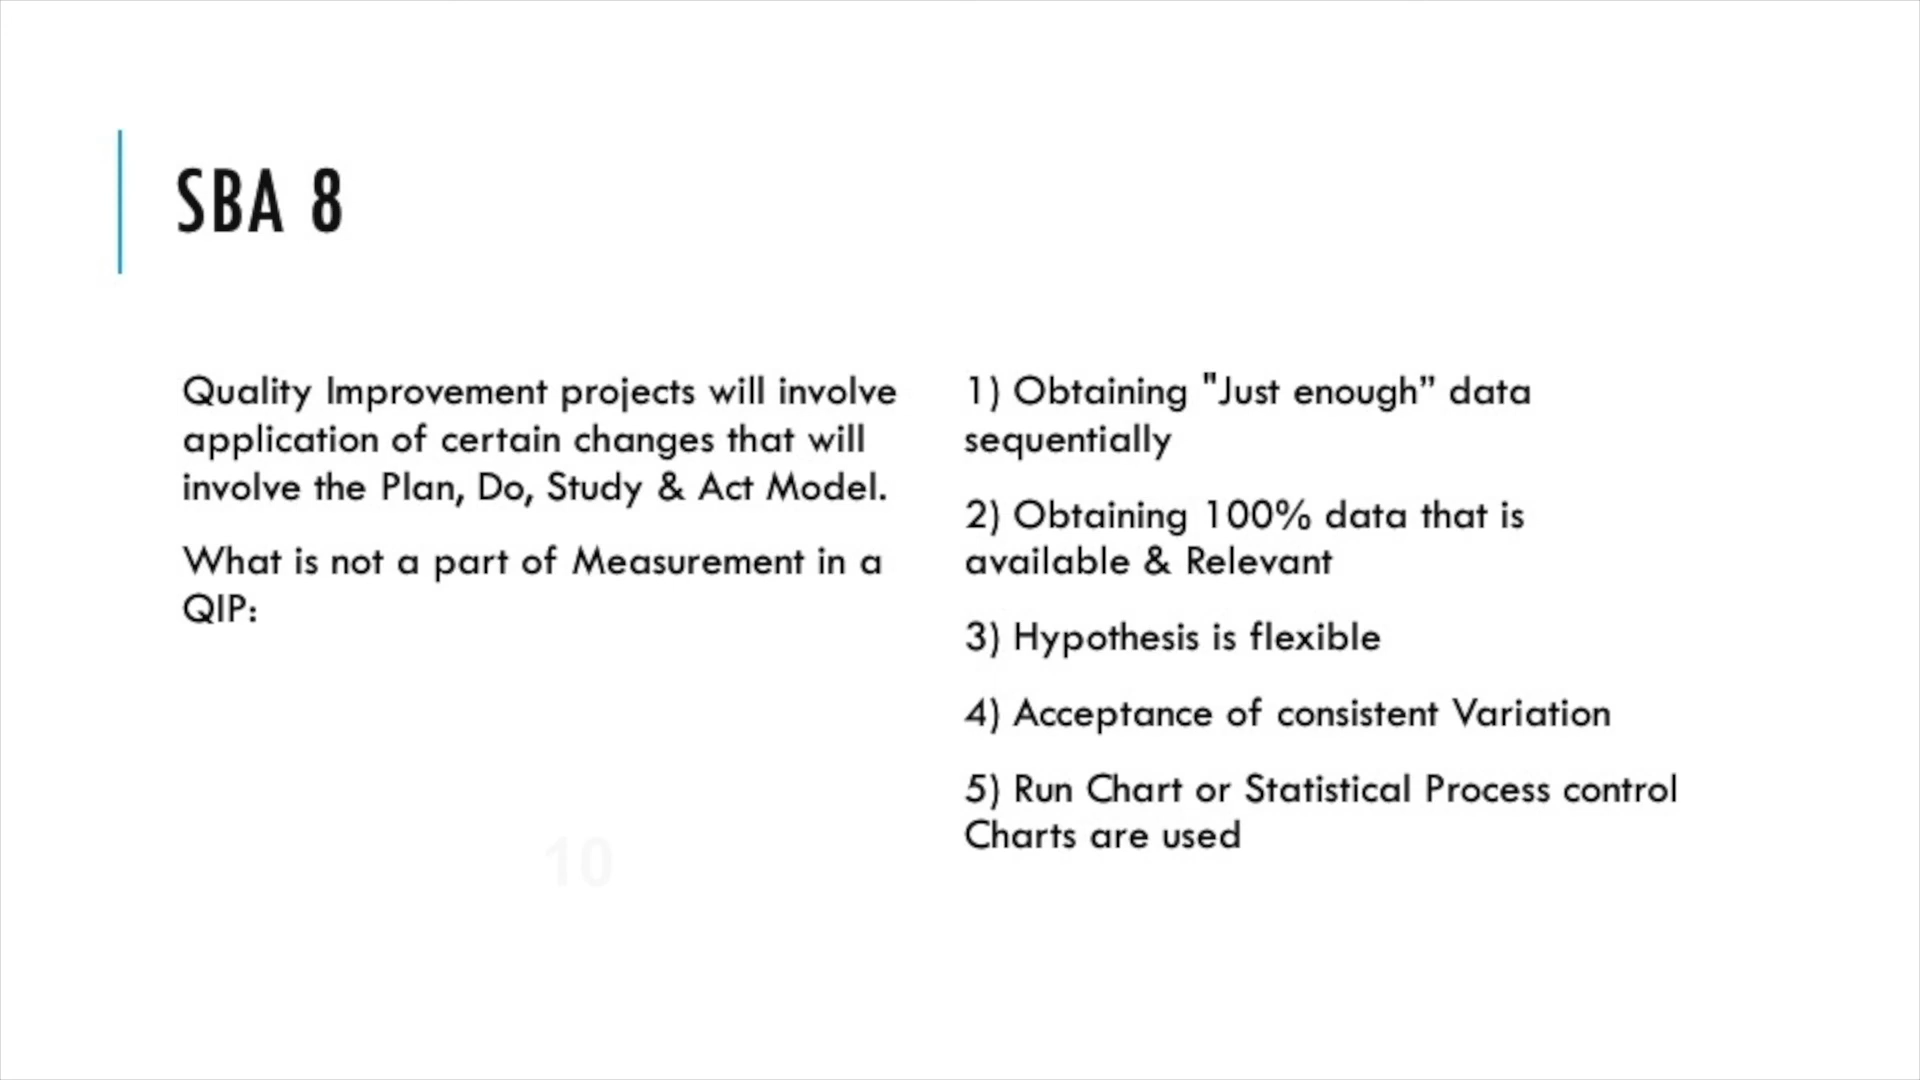 SBA 8
Quality Improvement projects will involve
application of certain changes that will
involve the Plan, Do, Study & Act Model.
What is not a part of Measurement in a
QIP:
10
1) Obtaining "Just enough” data
sequentially
2) Obtaining 100% data that is
available & Relevant
3) Hypothesis is flexible
4) Acceptance of consistent Variation
5) Run Chart or Statistical Process control
Charts are used